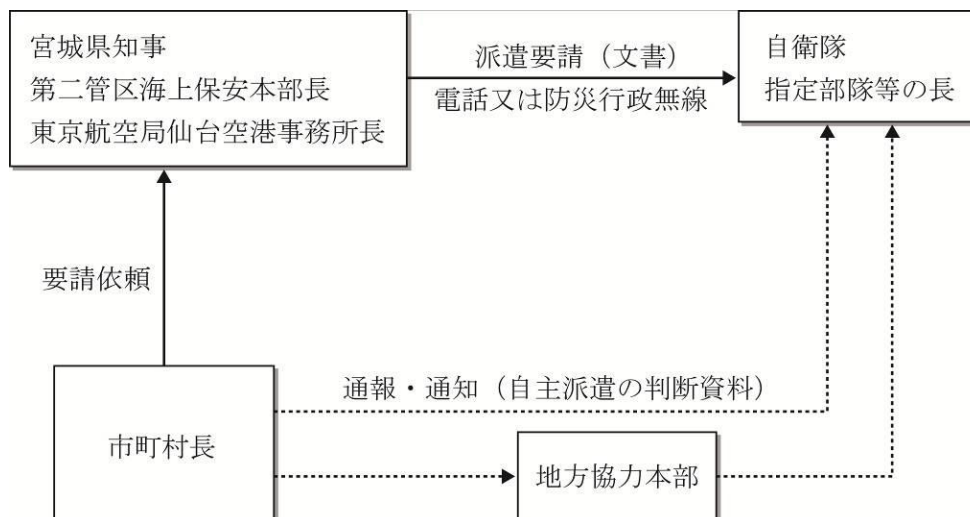 宮城県知事
第二管区海上保安本部長
東京航空局仙台空港事務所長
派遣要請（文書）
電話又は防災行政無線
自衛隊
指定部隊等の長
要請依頼
通報・通知（自主派遣の判断資料）
市町村長
地方協力本部